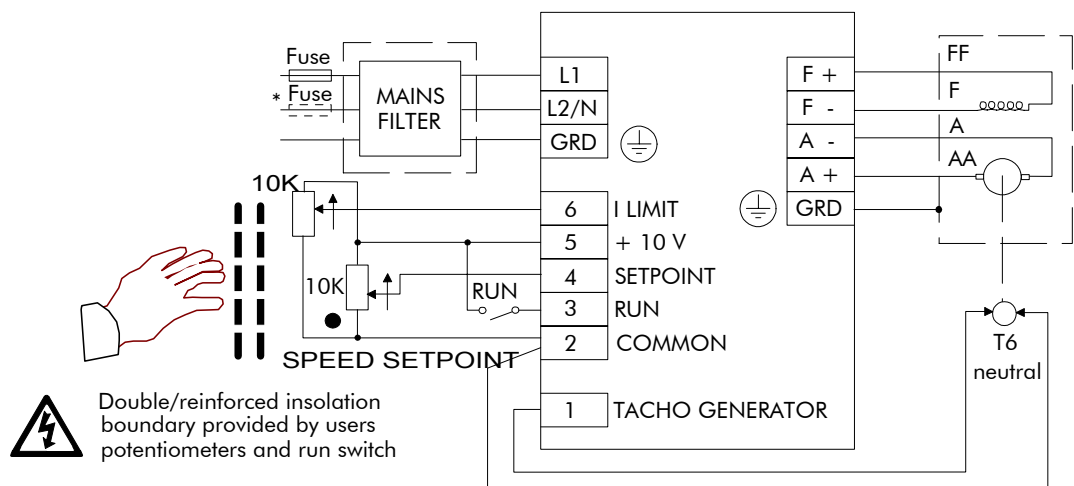 Fuse
* Fuse
MAINS
FILTER
L1
L2/N
GRD
F +
F -
A -
A +
GRD
FF
F
A
AA
10K
10K
RUN
SPEED SETPOINT
6 I LIMIT
5 + 10 V
4 SETPOINT
3 RUN
2 COMMON
1 TACHO GENERATOR
T6
neutral
Double/reinforced insolation
boundary provided by users
potentiometers and run switch